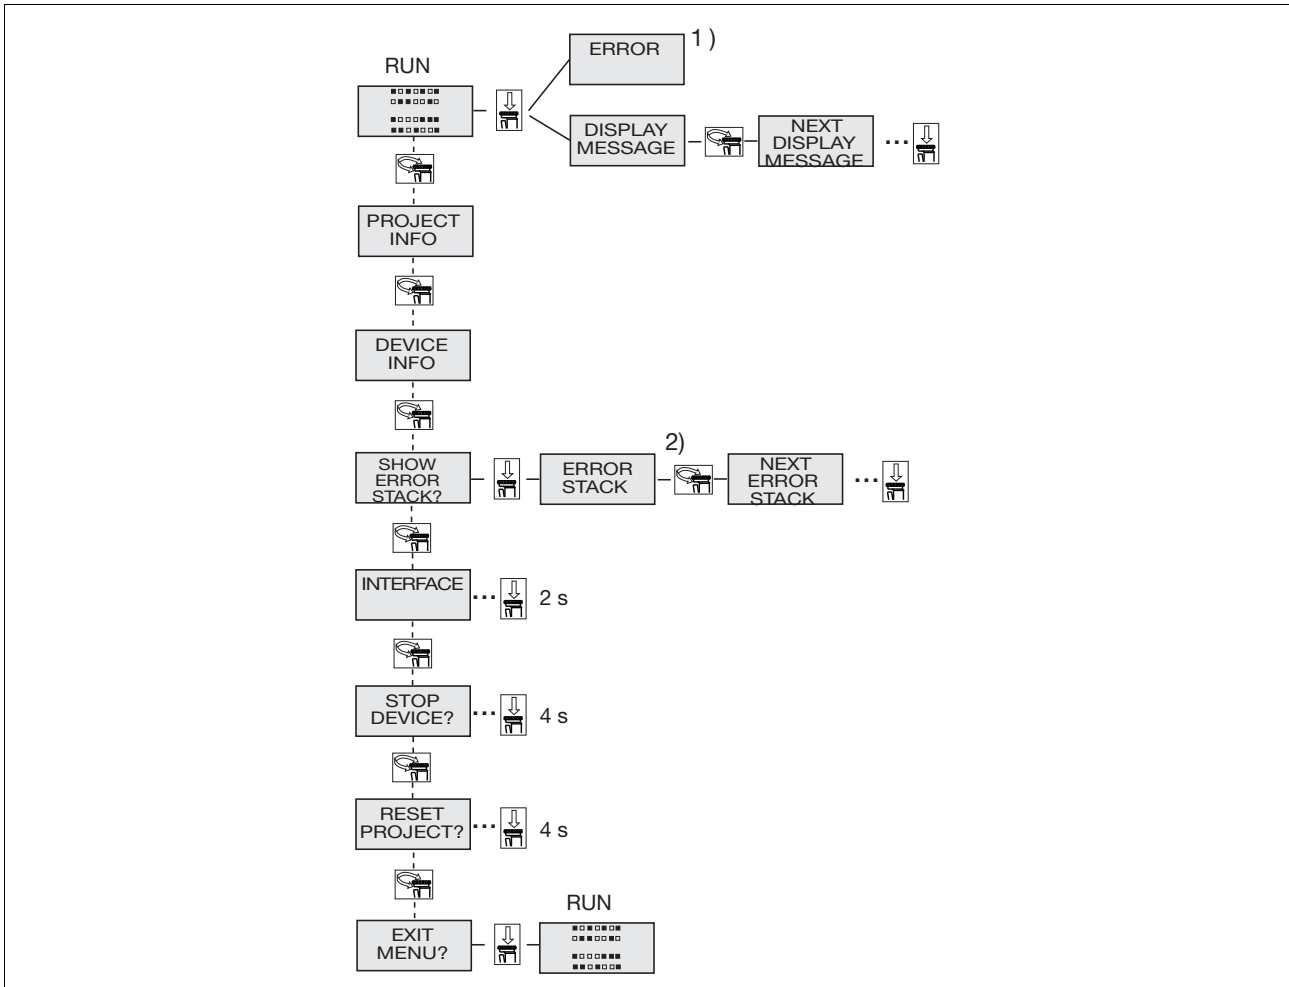 ERROR
1)
RUN
DISPLAY
MESSAGE
NEXT
DISPLAY
MESSAGE
...
PROJECT
INFO
DEVICE
INFO
2)
SHOW
ERROR
STACK?
ERROR
STACK
NEXT
ERROR
STACK
...
INTERFACE
...
2 s
STOP
DEVICE?
...
4 s
RESET
PROJECT?
...
4 s
RUN
EXIT
MENU?